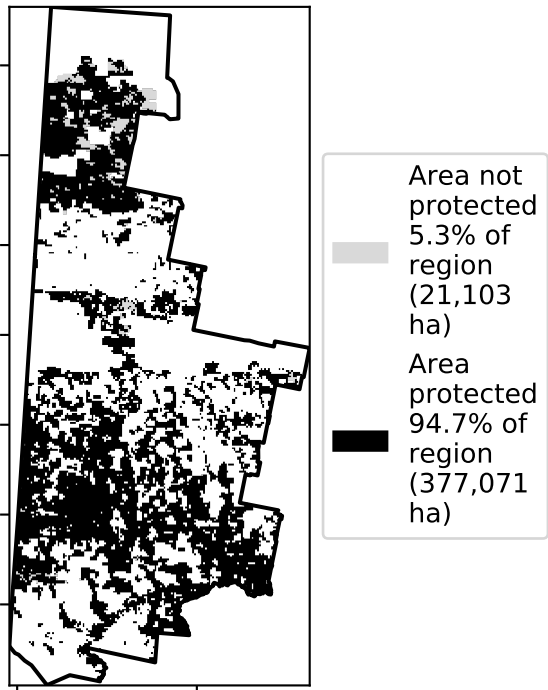 Area not
protected
5.3% of
region
(21,103
ha)
Area
protected
94.7% of
region
(377,071
ha)